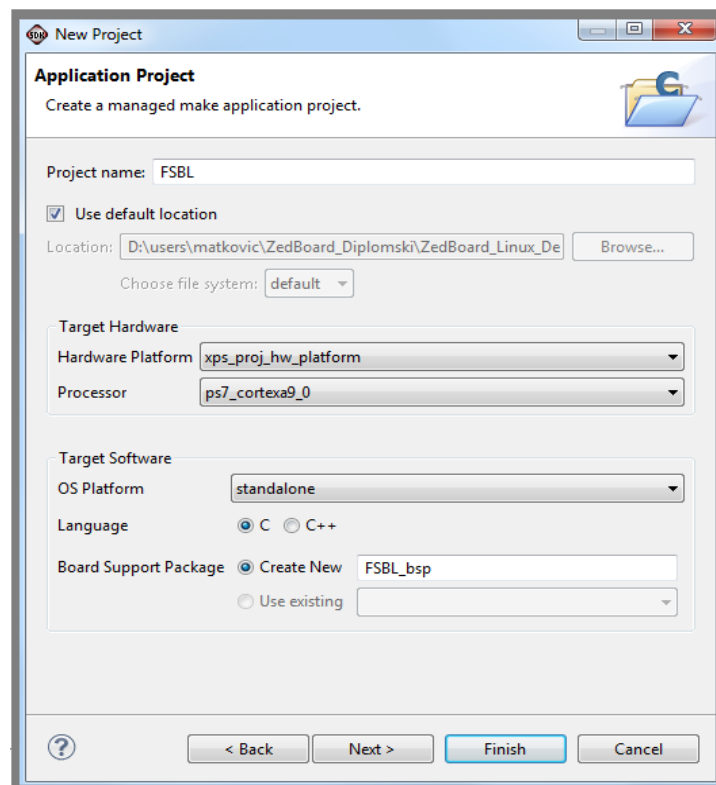 SDK New Project
Application Project
Create a managed make application project.
C
Project name: FSBL
Use default location
Location: D:\users\matkovic\ZedBoard_Diplomski\ZedBoard_Linux_De Browse...
Choose file system: default
Target Hardware
Hardware Platform xps_proj_hw_platform
Processor ps7_cortexa9_0
Target Software
OS Platform standalone
Language C C++
Board Support Package Create New FSBL_bsp
Use existing
? < Back Next > Finish Cancel